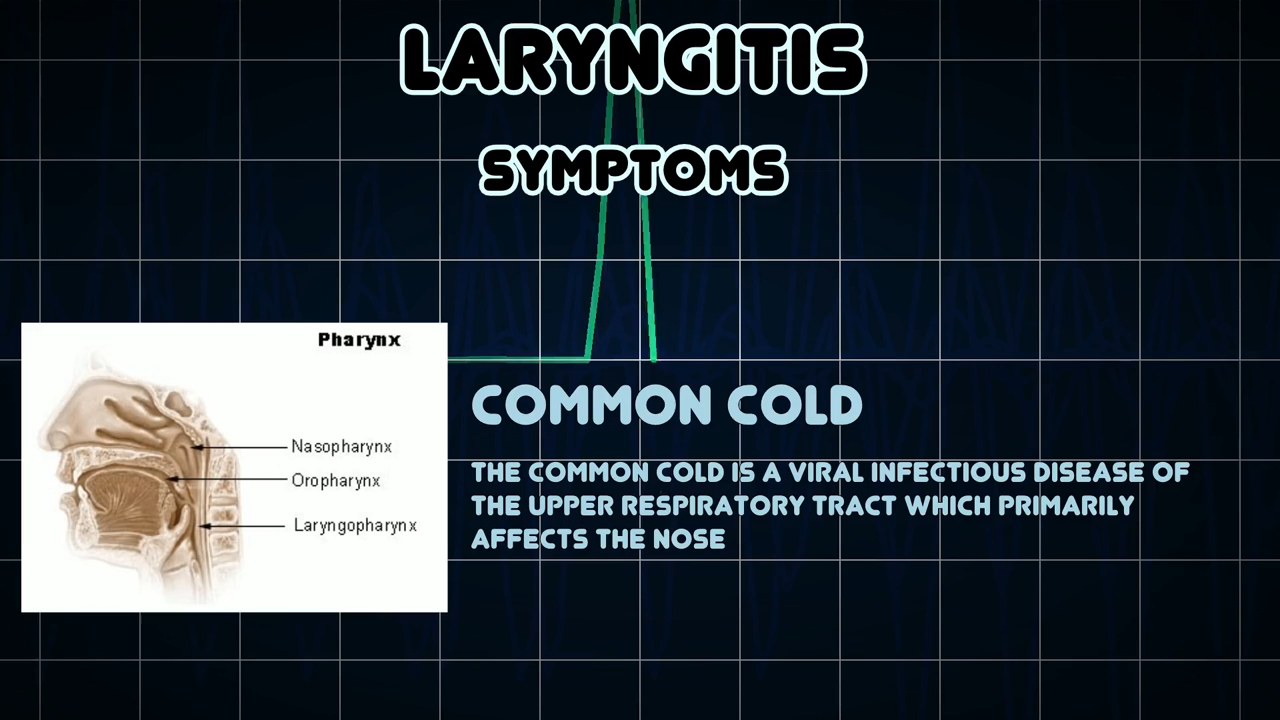 LARYNGITIS
SYMPTOMS
Pharynx
Nasopharynx
Oropharynx
Laryngopharynx
COMMON COLD
THE COMMON COLD IS A VIRAL INFECTIOUS DISEASE OF
THE UPPER RESPIRATORY TRACT WHICH PRIMARILY
AFFECTS THE NOSE